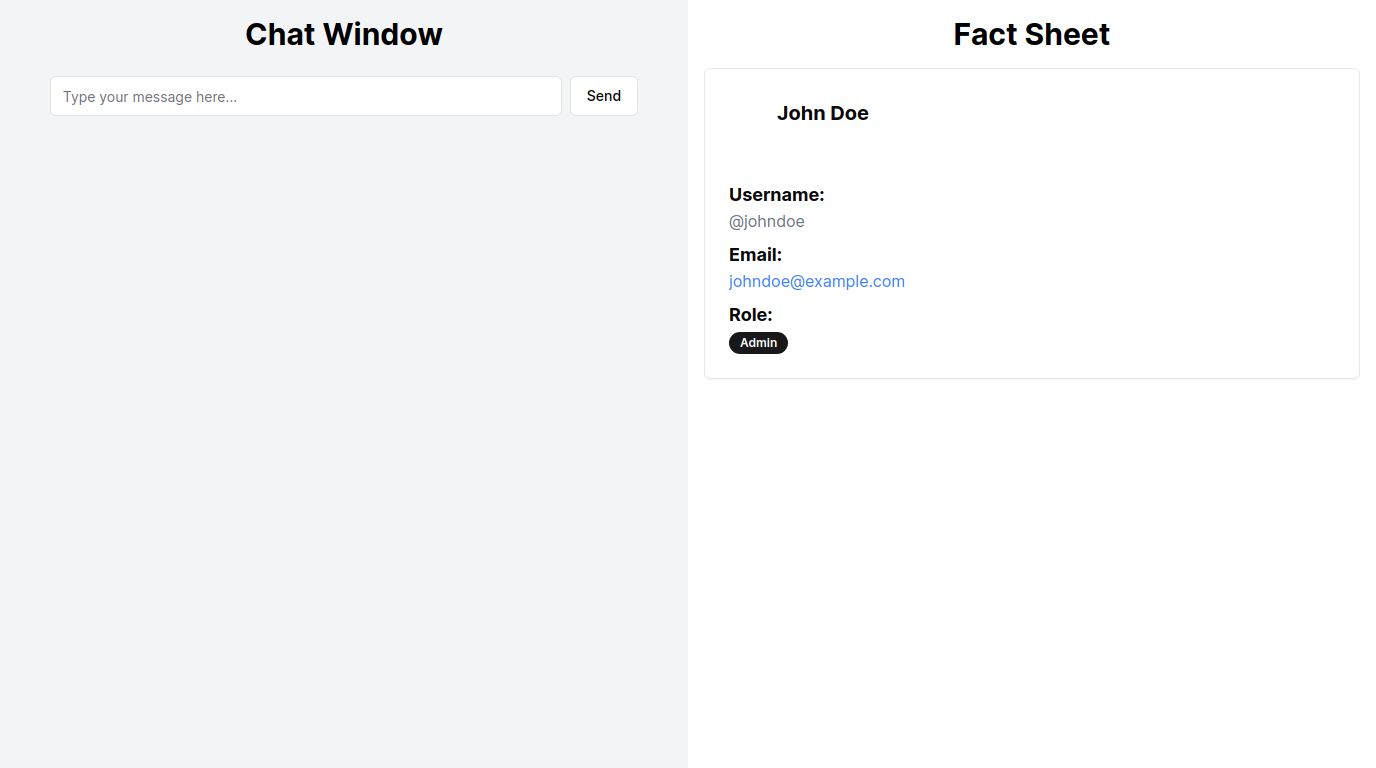 Chat Window
Type your message here...
Send
Fact Sheet
John Doe
Username:
@johndoe
Email:
johndoe@example.com
Role:
Admin